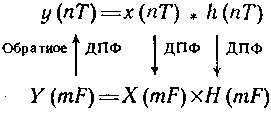 y (nT)=x (nT) * h (nT)
Обратное ДПФ ДПФ ДПФ
Y (mF)=X (mF)×H (mF)